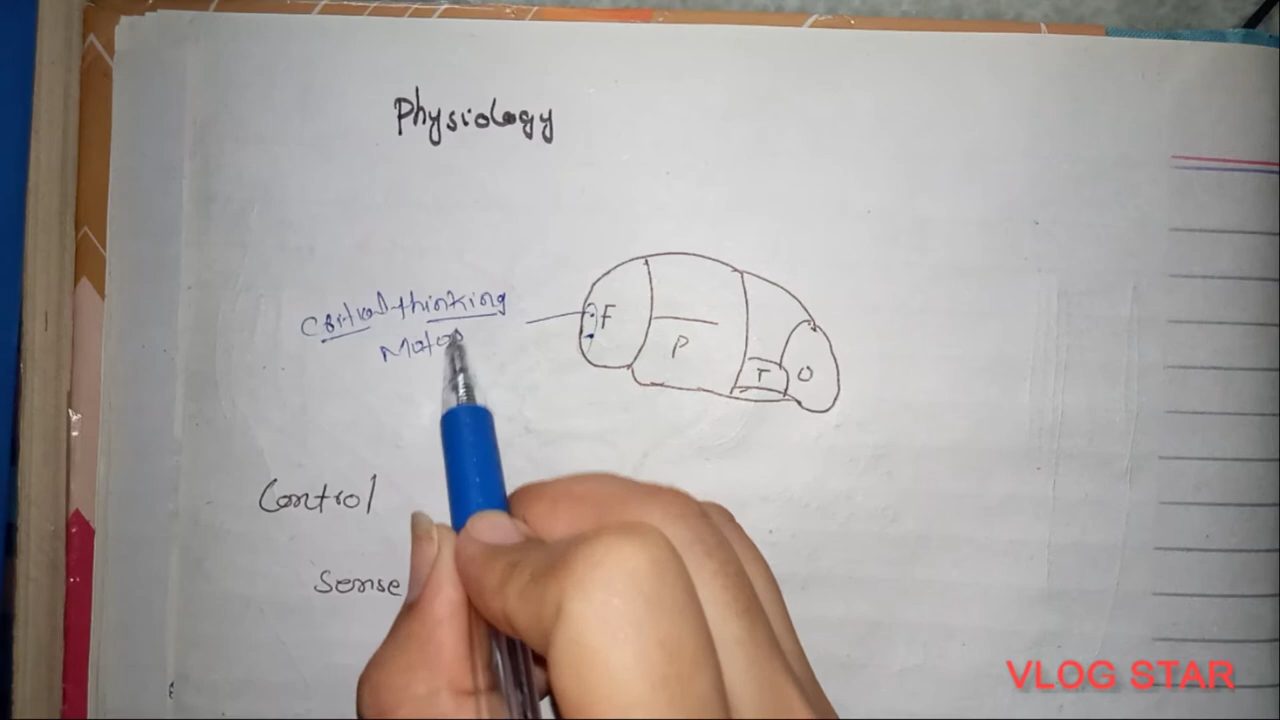 Physiology
Critical thinking
Motor
F
P
T
O
Control
Sense
VLOG STAR